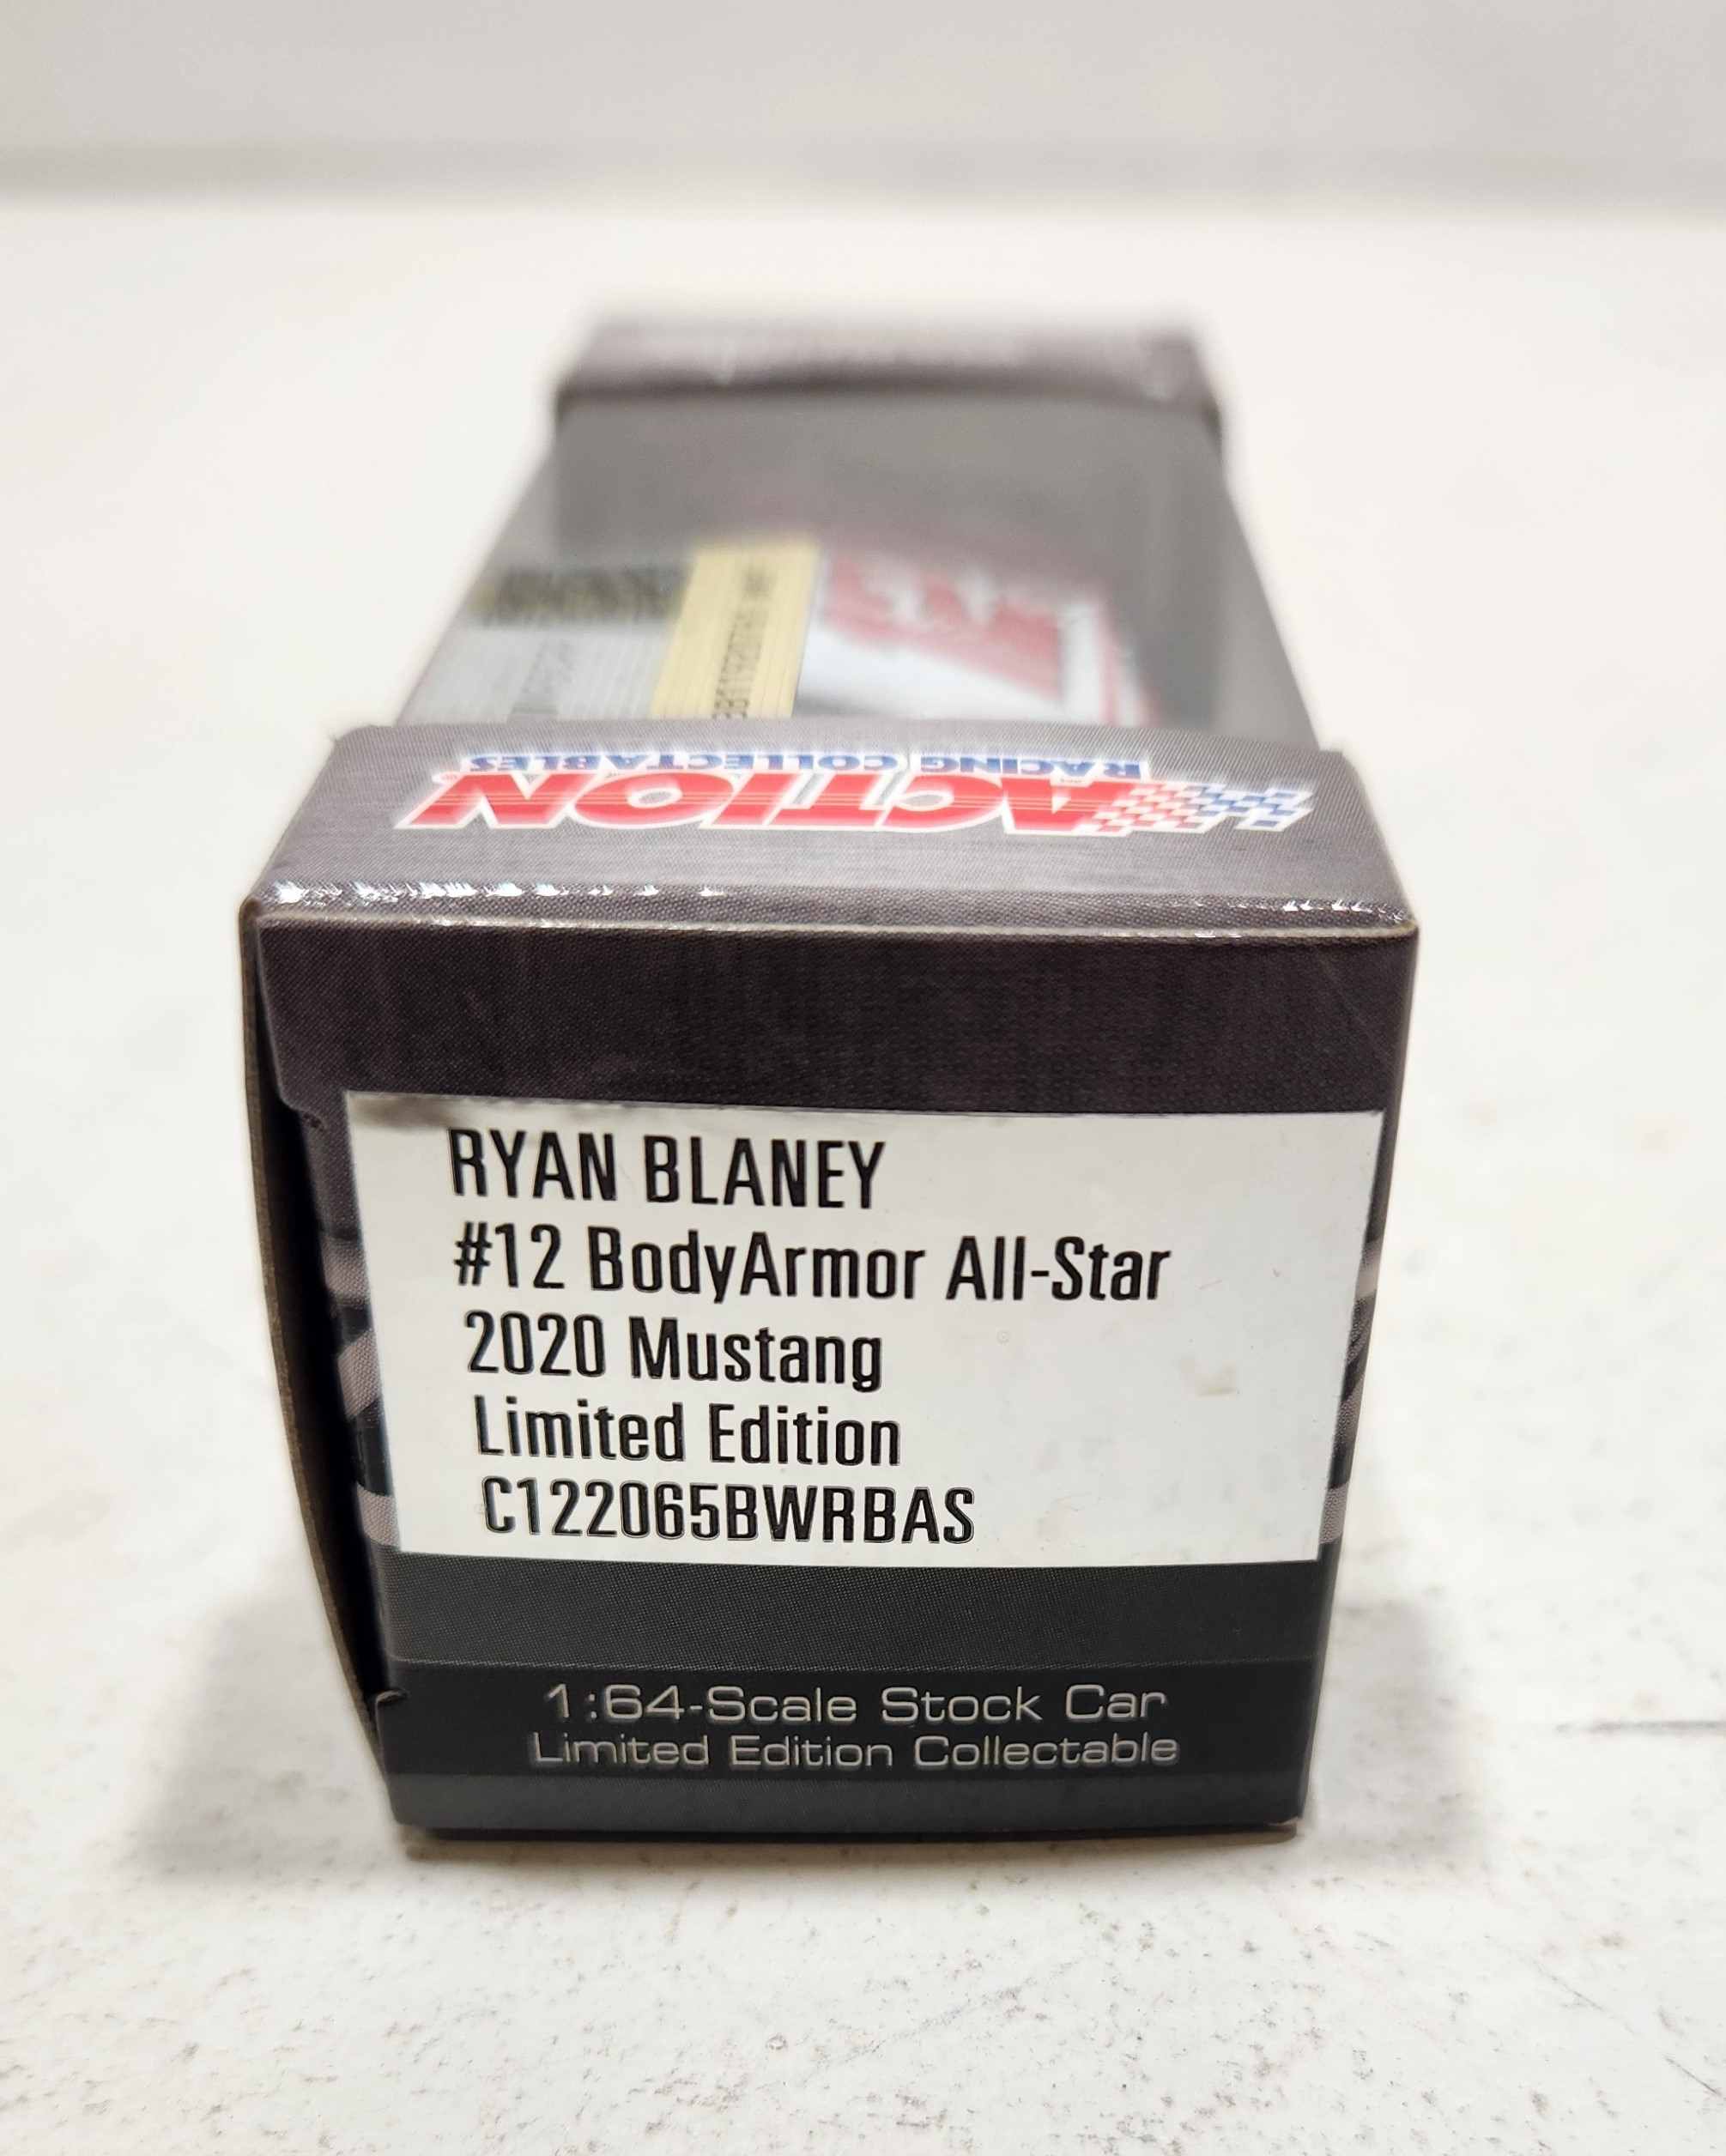 ACTION®
RACING COLLECTABLES
RYAN BLANEY
#12 BodyArmor All-Star
2020 Mustang
Limited Edition
C122065BWRBAS
1:64-Scale Stock Car
Limited Edition Collectable